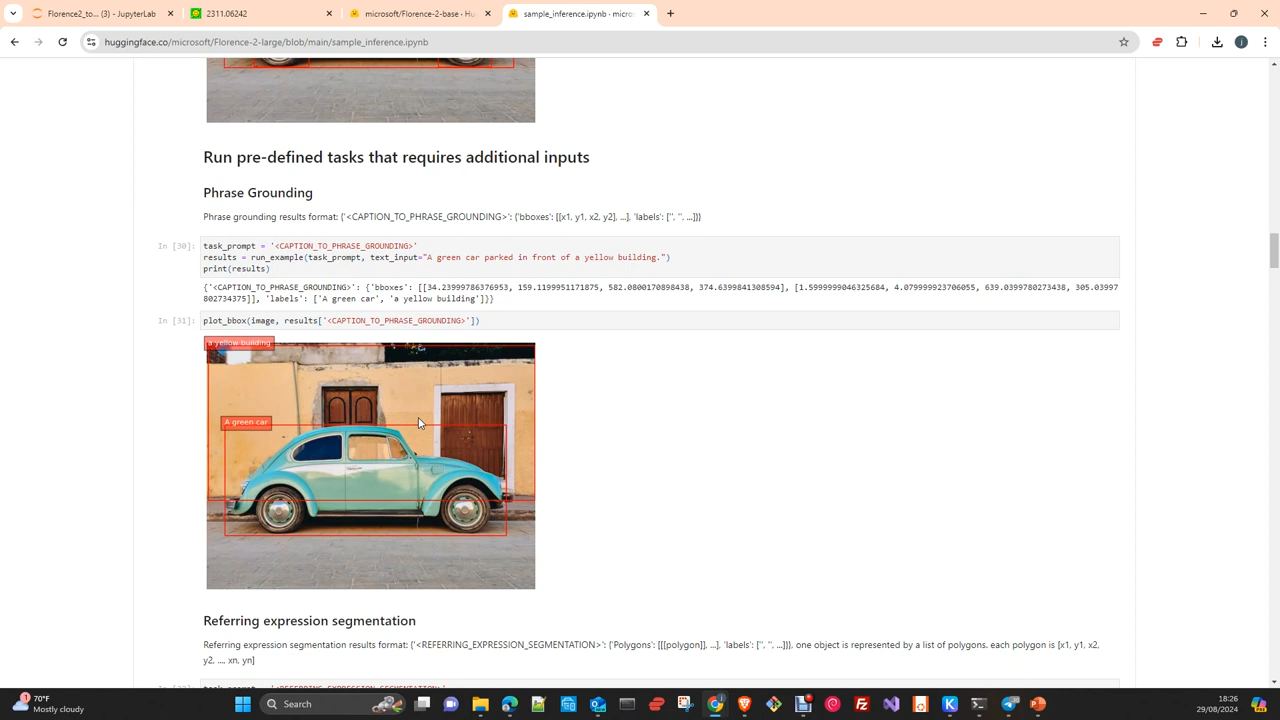 Florence2_to... (3) - JupyterLab
2311.06242
microsoft/Florence-2-base · Hu
sample_inference.ipynb · micros
huggingface.co/microsoft/Florence-2-large/blob/main/sample_inference.ipynb
Run pre-defined tasks that requires additional inputs
Phrase Grounding
Phrase grounding results format: {'<CAPTION_TO_PHRASE_GROUNDING>': {'bboxes': [[x1, y1, x2, y2], ...], 'labels': ['', '', ...]}}
In [30]: task_prompt = '<CAPTION_TO_PHRASE_GROUNDING>'
results = run_example(task_prompt, text_input="A green car parked in front of a yellow building.")
print(results)
{'<CAPTION_TO_PHRASE_GROUNDING>': {'bboxes': [[34.23999786376953, 159.1199951171875, 582.0800170898438, 374.6399841308594], [1.5999999046325684, 4.079999923706055, 639.0399780273438, 305.03997
802734375]], 'labels': ['A green car', 'a yellow building']}}
In [31]: plot_bbox(image, results['<CAPTION_TO_PHRASE_GROUNDING>'])
a yellow building
A green car
Referring expression segmentation
Referring expression segmentation results format: {'<REFERRING_EXPRESSION_SEGMENTATION>': {'Polygons': [[[polygon]], ...], 'labels': ['', '', ...]}}, one object is represented by a list of polygons. each polygon is [x1, y1, x2,
y2, ..., xn, yn]
1
70°F
Mostly cloudy
Search
18:26
29/08/2024